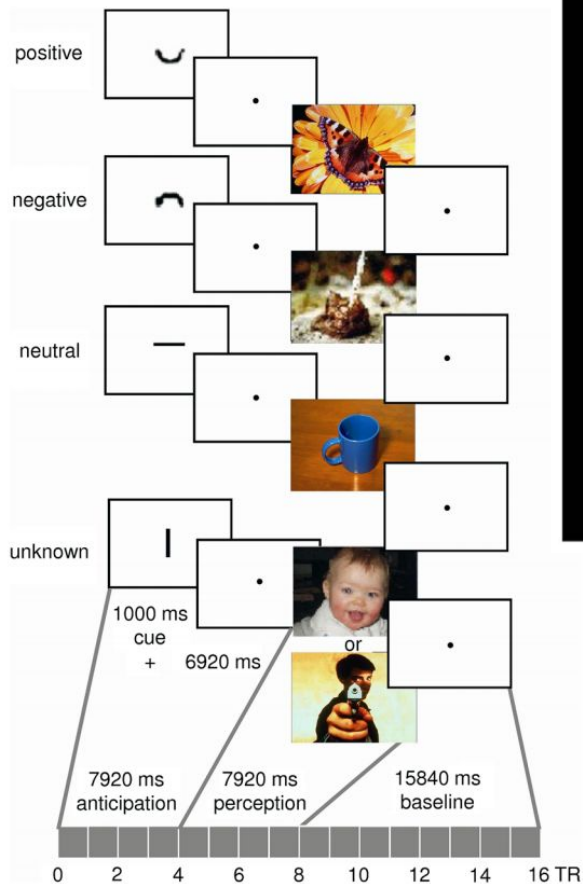 positive
negative
neutral
unknown
1000 ms
cue
+ 6920 ms
or
7920 ms
anticipation
7920 ms
perception
15840 ms
baseline
0 2 4 6 8 10 12 14 16 TR